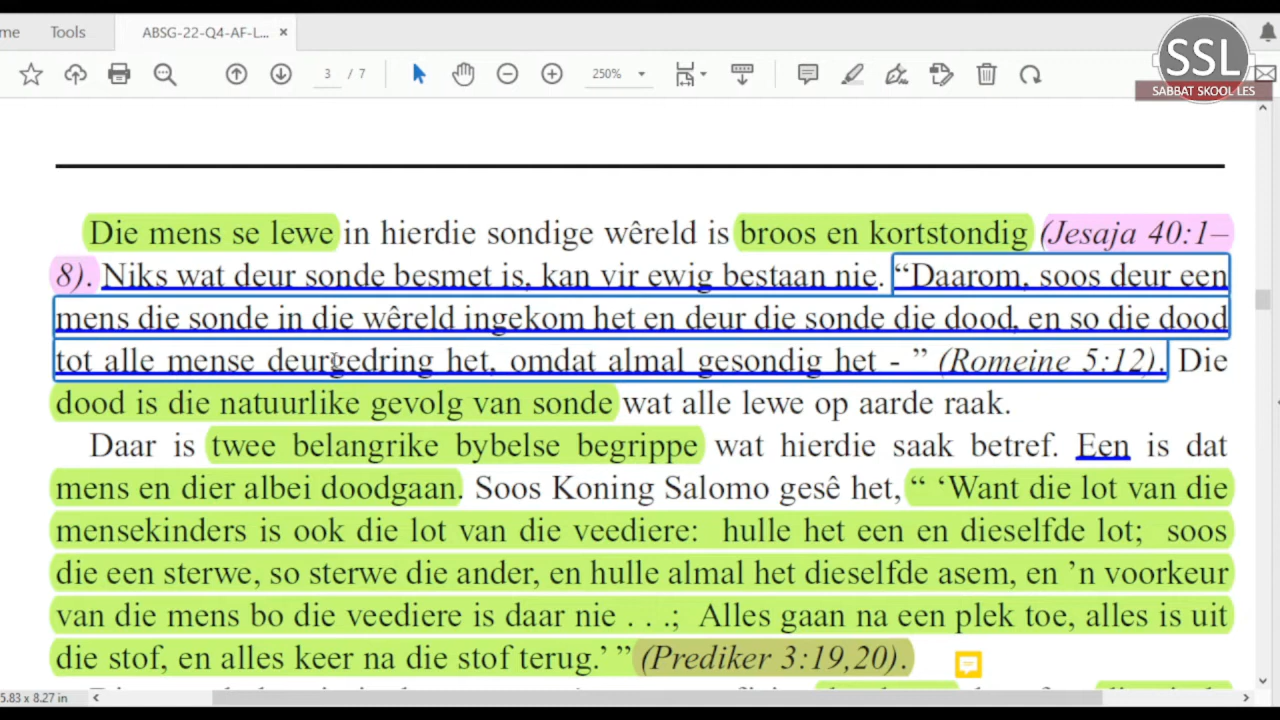 me
Tools
ABSG-22-Q4-AF-L...
×
SSL
SABBAT SKOOL LES
3 / 7
250%
Die mens se lewe in hierdie sondige wêreld is broos en kortstondig (Jesaja 40:1–
8). Niks wat deur sonde besmet is, kan vir ewig bestaan nie. “Daarom, soos deur een
mens die sonde in die wêreld ingekom het en deur die sonde die dood, en so die dood
tot alle mense deurgedring het, omdat almal gesondig het - ” (Romeine 5:12). Die
dood is die natuurlike gevolg van sonde wat alle lewe op aarde raak.
Daar is twee belangrike bybelse begrippe wat hierdie saak betref. Een is dat
mens en dier albei doodgaan. Soos Koning Salomo gesê het, “ ‘Want die lot van die
mensekinders is ook die lot van die veediere: hulle het een en dieselfde lot; soos
die een sterwe, so sterwe die ander, en hulle almal het dieselfde asem, en ’n voorkeur
van die mens bo die veediere is daar nie . . .; Alles gaan na een plek toe, alles is uit
die stof, en alles keer na die stof terug.’ ” (Prediker 3:19,20).
5.83 x 8.27 in